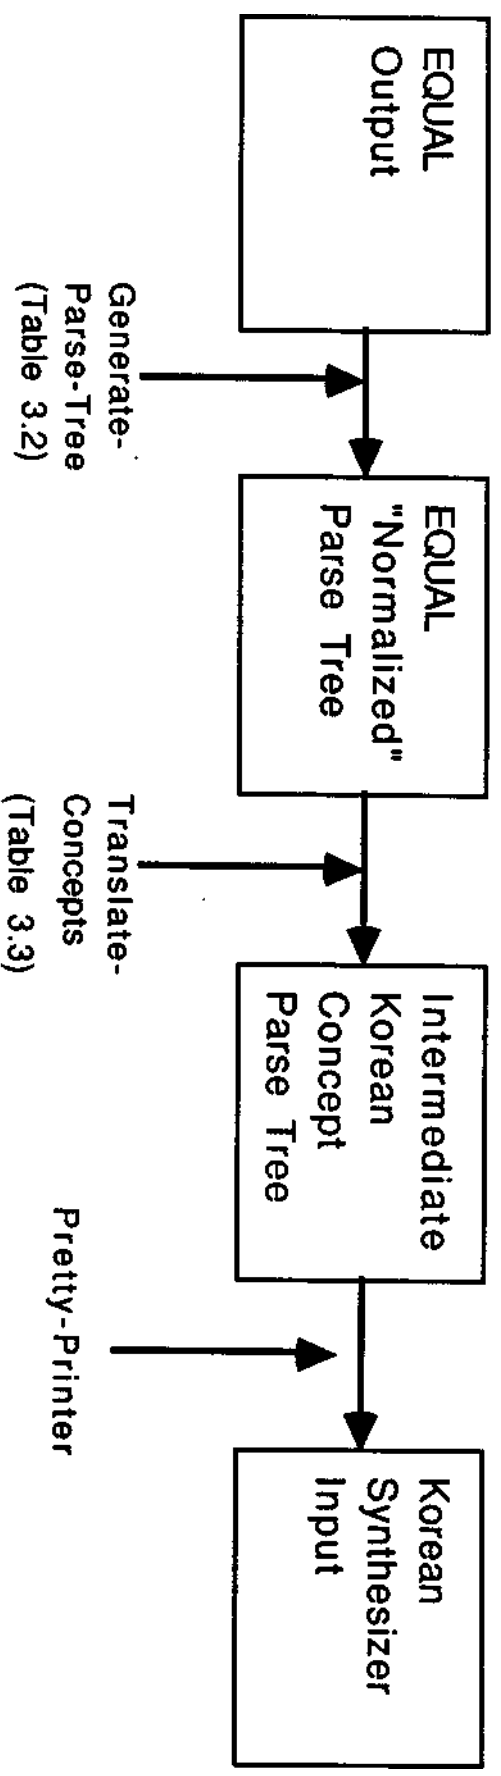 EQUAL
Output
Generate-
Parse-Tree
(Table 3.2)
EQUAL
"Normalized"
Parse Tree
Translate-
Concepts
(Table 3.3)
Intermediate
Korean
Concept
Parse Tree
Pretty-Printer
Korean
Synthesizer
Input